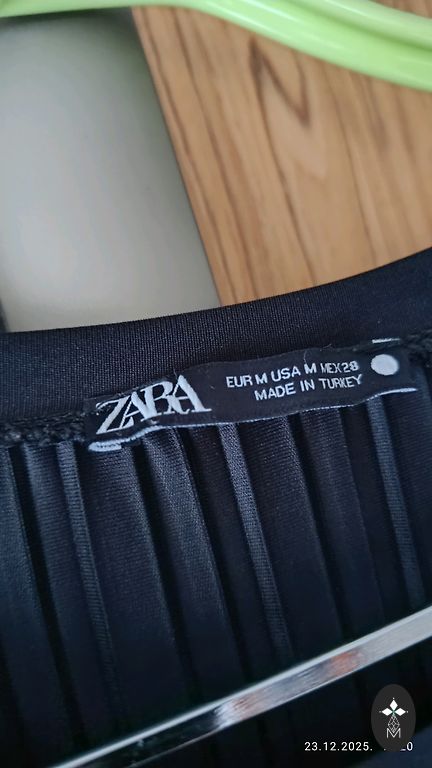 ZARA
EUR M USA M MEX 28
MADE IN TURKEY
23.12.2025.